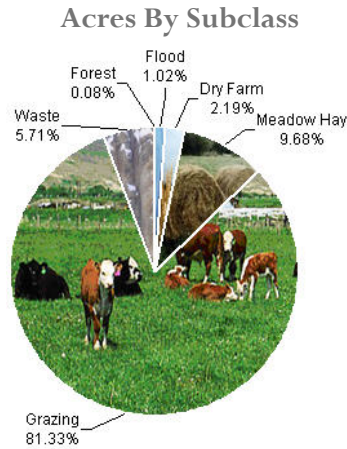 Acres By Subclass
Flood
1.02%
Forest
0.08%
Dry Farm
2.19%
Waste
5.71%
Meadow Hay
9.68%
Grazing
81.33%